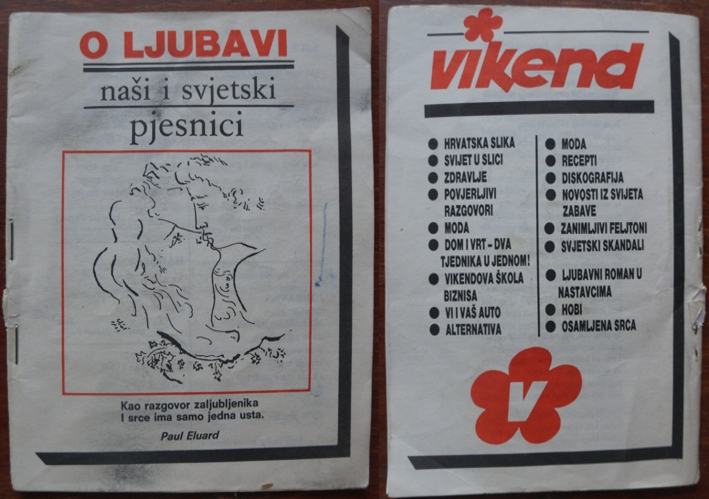 O LJUBAVI
naši i svjetski
pjesnici
Kao razgovor zaljubljenika
I srce ima samo jedna usta.
Paul Eluard
vikend
HRVATSKA SLIKA
SVIJET U SLICI
ZDRAVLJE
POVJERLJIVI
RAZGOVORI
MODA
DOM I VRT – DVA
TJEDNIKA U JEDNOM!
VIKENDOVA ŠKOLA
BIZNISA
VI I VAŠ AUTO
ALTERNATIVA
MODA
RECEPTI
DISKOGRAFIJA
NOVOSTI IZ SVIJETA
ZABAVE
ZANIMLJIVI FELJTONI
SVJETSKI SKANDALI
LJUBAVNI ROMAN U
NASTAVCIMA
HOBI
OSAMLJENA SRCA
V